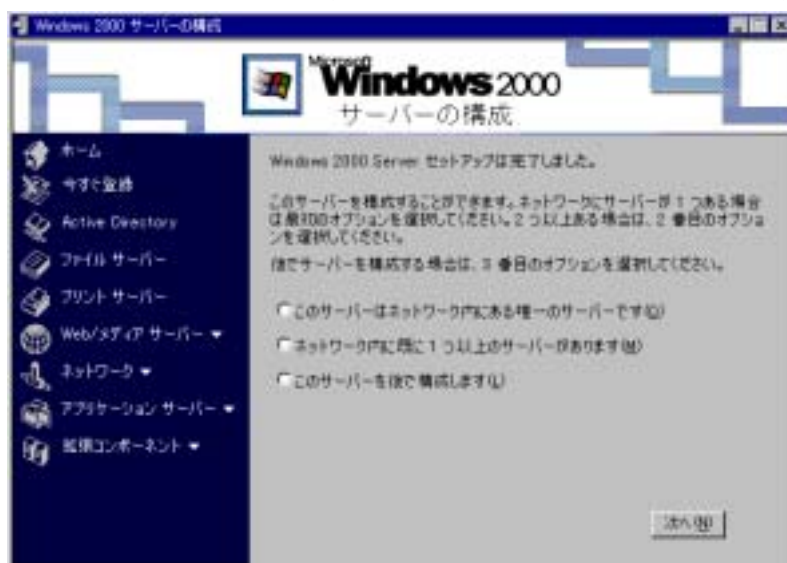 Windows 2000 サーバーの構成
Microsoft
Windows 2000
サーバーの構成
ホーム
今すぐ登録
Active Directory
ファイル サーバー
プリント サーバー
Web/メディア サーバー
ネットワーク
アプリケーション サーバー
拡張コンポーネント
Windows 2000 Server セットアップは完了しました。
このサーバーを構成することができます。ネットワークにサーバーが 1 つある場合
は最初のオプションを選択してください。2 つ以上ある場合は、2 番目のオプショ
ンを選択してください。
後でサーバーを構成する場合は、3 番目のオプションを選択してください。
このサーバーはネットワーク内にある唯一のサーバーです(O)
ネットワーク内に既に 1 つ以上のサーバーがあります(M)
このサーバーを後で構成します(L)
次へ(N)